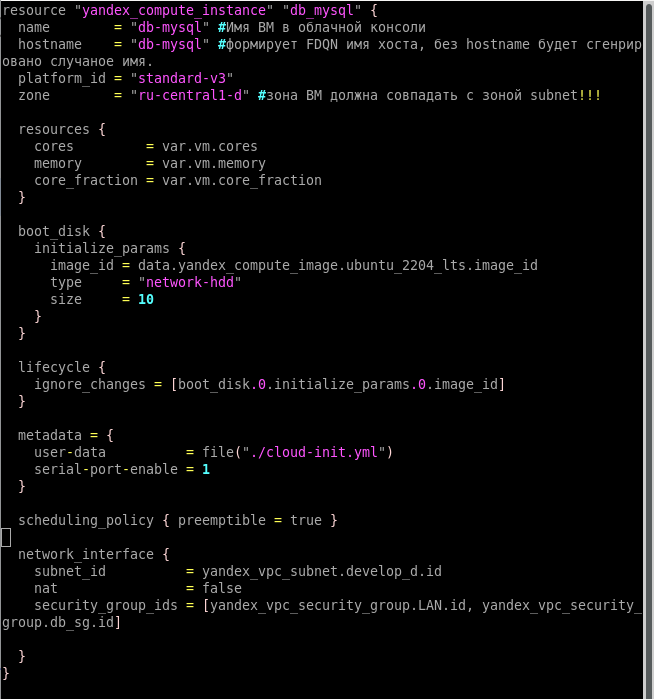 resource "yandex_compute_instance" "db_mysql" {
  name        = "db-mysql" #Имя ВМ в облачной консоли
  hostname    = "db-mysql" #формирует FDQN имя хоста, без hostname будет сгенрир
овано случаное имя.
  platform_id = "standard-v3"
  zone        = "ru-central1-d" #зона ВМ должна совпадать с зоной subnet!!!

  resources {
    cores         = var.vm.cores
    memory        = var.vm.memory
    core_fraction = var.vm.core_fraction
  }

  boot_disk {
    initialize_params {
      image_id = data.yandex_compute_image.ubuntu_2204_lts.image_id
      type     = "network-hdd"
      size     = 10
    }
  }

  lifecycle {
    ignore_changes = [boot_disk.0.initialize_params.0.image_id]
  }

  metadata = {
    user-data          = file("./cloud-init.yml")
    serial-port-enable = 1
  }

  scheduling_policy { preemptible = true }

  network_interface {
    subnet_id          = yandex_vpc_subnet.develop_d.id
    nat                = false
    security_group_ids = [yandex_vpc_security_group.LAN.id, yandex_vpc_security_
group.db_sg.id]

  }
}